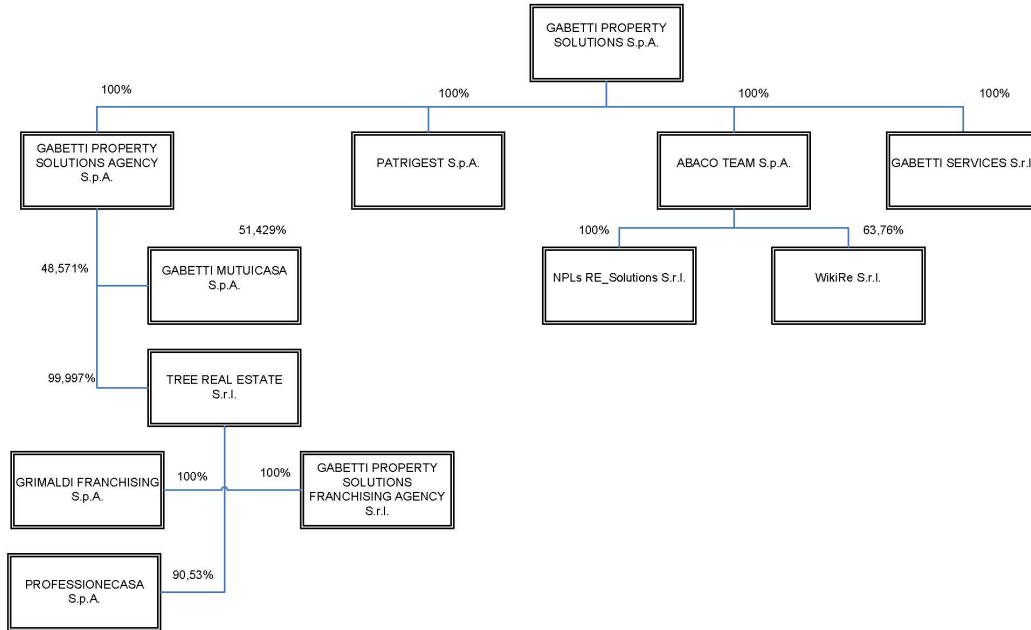 GABETTI PROPERTY
SOLUTIONS S.p.A.
100%
100%
100%
100%
GABETTI PROPERTY
SOLUTIONS AGENCY
S.p.A.
PATRIGEST S.p.A.
ABACO TEAM S.p.A.
GABETTI SERVICES S.r.l
51,429%
100%
63,76%
48,571%
GABETTI MUTUICASA
S.p.A.
NPLs RE_Solutions S.r.l.
WikiRe S.r.l.
99,997%
TREE REAL ESTATE
S.r.l.
GRIMALDI FRANCHISING
S.p.A.
100%
100%
GABETTI PROPERTY
SOLUTIONS
FRANCHISING AGENCY
S.r.l.
PROFESSIONECASA
S.p.A.
90,53%